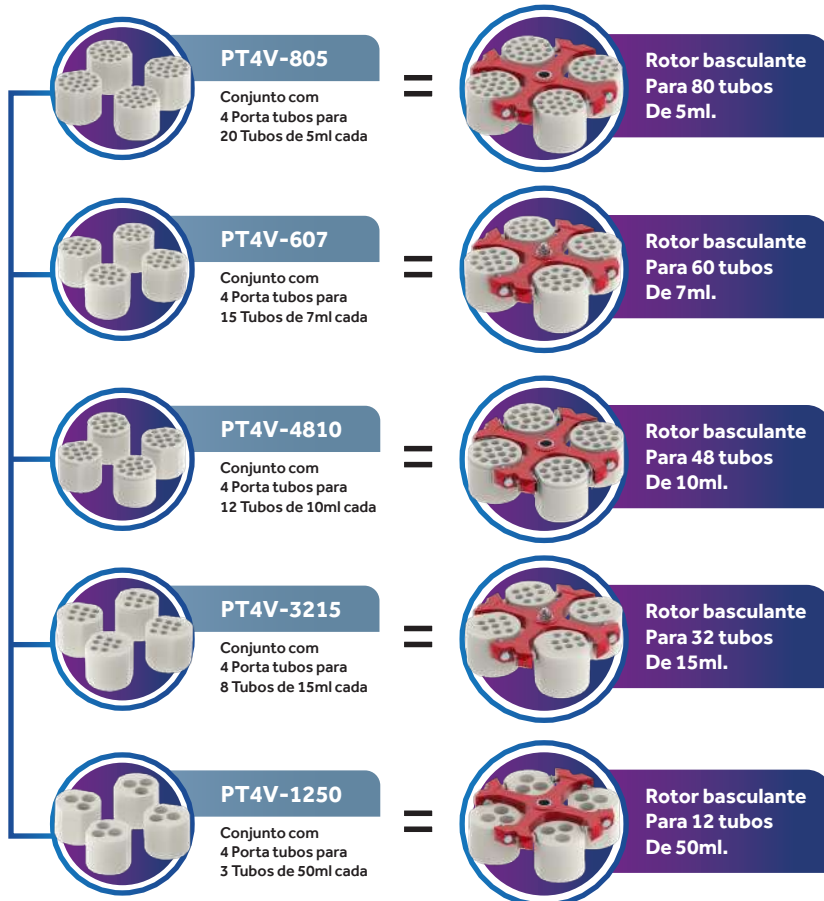 PT4V-805
Conjunto com
4 Porta tubos para
20 Tubos de 5ml cada
=
Rotor basculante
Para 80 tubos
De 5ml.
PT4V-607
Conjunto com
4 Porta tubos para
15 Tubos de 7ml cada
=
Rotor basculante
Para 60 tubos
De 7ml.
PT4V-4810
Conjunto com
4 Porta tubos para
12 Tubos de 10ml cada
=
Rotor basculante
Para 48 tubos
De 10ml.
PT4V-3215
Conjunto com
4 Porta tubos para
8 Tubos de 15ml cada
=
Rotor basculante
Para 32 tubos
De 15ml.
PT4V-1250
Conjunto com
4 Porta tubos para
3 Tubos de 50ml cada
=
Rotor basculante
Para 12 tubos
De 50ml.